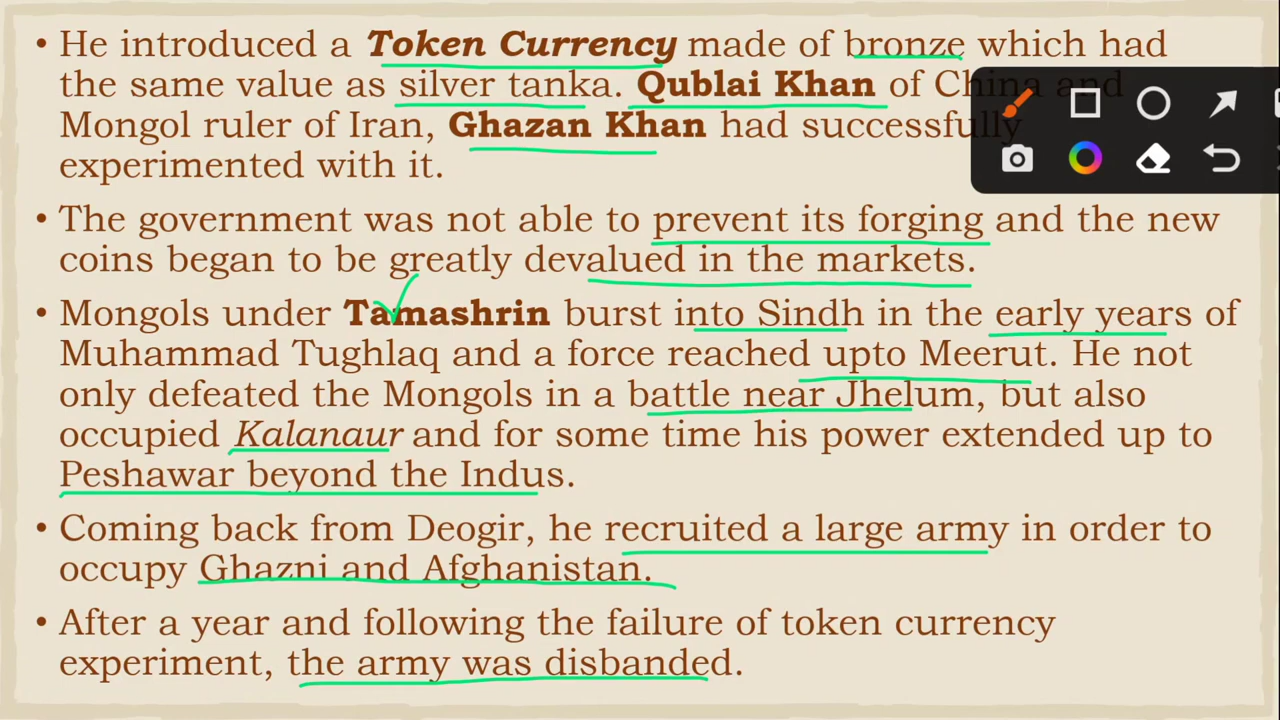 • He introduced a Token Currency made of bronze which had
the same value as silver tanka. Qublai Khan of China and
Mongol ruler of Iran, Ghazan Khan had successfully
experimented with it.
• The government was not able to prevent its forging and the new
coins began to be greatly devalued in the markets.
• Mongols under Tamashrin burst into Sindh in the early years of
Muhammad Tughlaq and a force reached upto Meerut. He not
only defeated the Mongols in a battle near Jhelum, but also
occupied Kalanaur and for some time his power extended up to
Peshawar beyond the Indus.
• Coming back from Deogir, he recruited a large army in order to
occupy Ghazni and Afghanistan.
• After a year and following the failure of token currency
experiment, the army was disbanded.